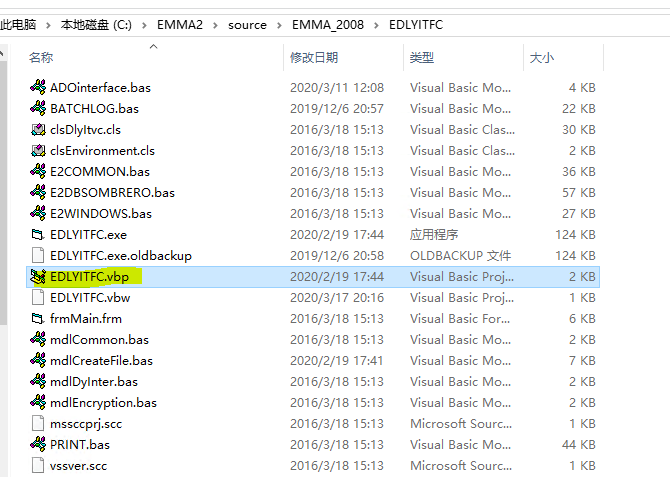 此电脑 › 本地磁盘 (C:) › EMMA2 › source › EMMA_2008 › EDLYITFC
名称 修改日期 类型 大小
ADOinterface.bas 2020/3/11 12:08 Visual Basic Mo... 4 KB
BATCHLOG.bas 2019/12/6 20:57 Visual Basic Mo... 22 KB
clsDlyItvc.cls 2016/3/18 15:13 Visual Basic Clas... 30 KB
clsEnvironment.cls 2016/3/18 15:13 Visual Basic Clas... 2 KB
E2COMMON.bas 2016/3/18 15:13 Visual Basic Mo... 36 KB
E2DBSOMBRERO.bas 2016/3/18 15:13 Visual Basic Mo... 57 KB
E2WINDOWS.bas 2016/3/18 15:13 Visual Basic Mo... 27 KB
EDLYITFC.exe 2020/2/19 17:44 应用程序 124 KB
EDLYITFC.exe.oldbackup 2019/12/6 20:58 OLDBACKUP 文件 124 KB
EDLYITFC.vbp 2020/2/19 17:44 Visual Basic Proj... 2 KB
EDLYITFC.vbw 2020/3/17 20:16 Visual Basic Proj... 1 KB
frmMain.frm 2016/3/18 15:13 Visual Basic For... 6 KB
mdlCommon.bas 2016/3/18 15:13 Visual Basic Mo... 2 KB
mdlCreateFile.bas 2020/2/19 17:41 Visual Basic Mo... 7 KB
mdlDyInter.bas 2016/3/18 15:13 Visual Basic Mo... 2 KB
mdlEncryption.bas 2016/3/18 15:13 Visual Basic Mo... 2 KB
mssccprj.scc 2016/3/18 15:13 Microsoft Sourc... 1 KB
PRINT.bas 2016/3/18 15:13 Visual Basic Mo... 44 KB
vssver.scc 2016/3/18 15:13 Microsoft Sourc... 1 KB